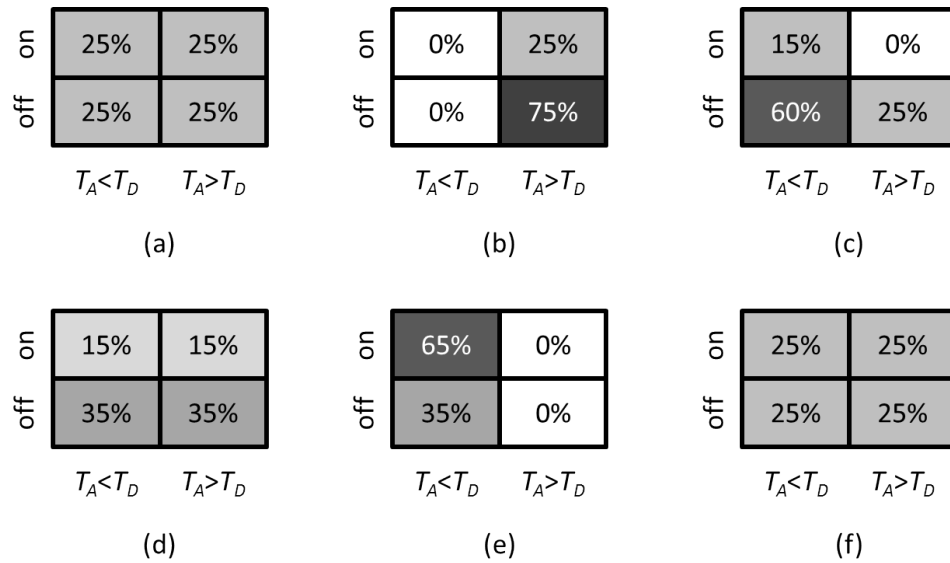 on 25% 25% on 0% 25% on 15% 0%
off 25% 25% off 0% 75% off 60% 25%
T_A<T_D T_A>T_D T_A<T_D T_A>T_D T_A<T_D T_A>T_D
(a) (b) (c)
on 15% 15% on 65% 0% on 25% 25%
off 35% 35% off 35% 0% off 25% 25%
T_A<T_D T_A>T_D T_A<T_D T_A>T_D T_A<T_D T_A>T_D
(d) (e) (f)